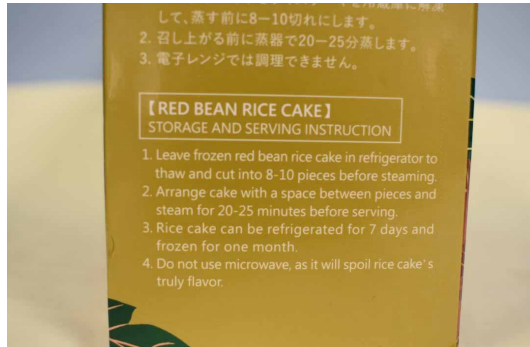 して、蒸す前に8ー10切れにします。
2. 召し上がる前に蒸器で20ー25分蒸します。
3. 電子レンジでは調理できません。
【RED BEAN RICE CAKE】
STORAGE AND SERVING INSTRUCTION
1. Leave frozen red bean rice cake in refrigerator to
thaw and cut into 8-10 pieces before steaming.
2. Arrange cake with a space between pieces and
steam for 20-25 minutes before serving.
3. Rice cake can be refrigerated for 7 days and
frozen for one month.
4. Do not use microwave, as it will spoil rice cake's
truly flavor.